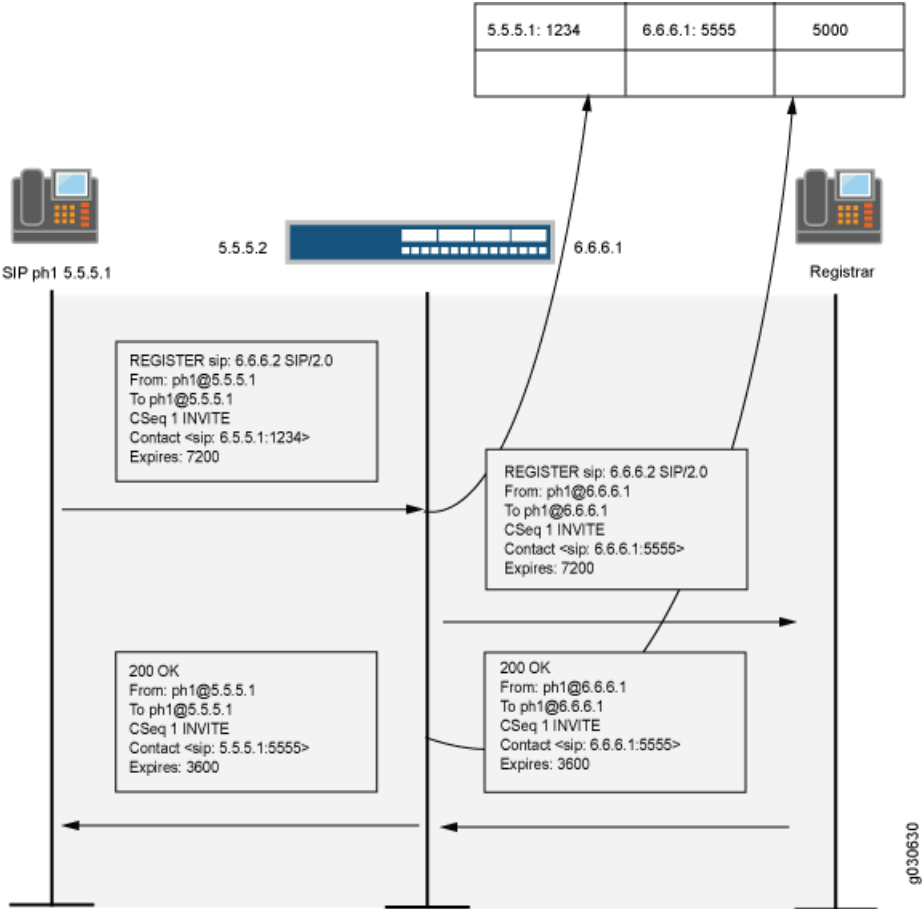 5.5.5.1: 1234 6.6.6.1: 5555 5000
5.5.5.2 6.6.6.1
SIP ph1 5.5.5.1 Registrar
REGISTER sip: 6.6.6.2 SIP/2.0
From: ph1@5.5.5.1
To ph1@5.5.5.1
CSeq 1 INVITE
Contact <sip: 6.5.5.1:1234>
Expires: 7200
REGISTER sip: 6.6.6.2 SIP/2.0
From: ph1@6.6.6.1
To ph1@6.6.6.1
CSeq 1 INVITE
Contact <sip: 6.6.6.1:5555>
Expires: 7200
200 OK
From: ph1@5.5.5.1
To ph1@5.5.5.1
CSeq 1 INVITE
Contact <sip: 5.5.5.1:5555>
Expires: 3600
200 OK
From: ph1@6.6.6.1
To ph1@6.6.6.1
CSeq 1 INVITE
Contact <sip: 6.6.6.1:5555>
Expires: 3600
g030630